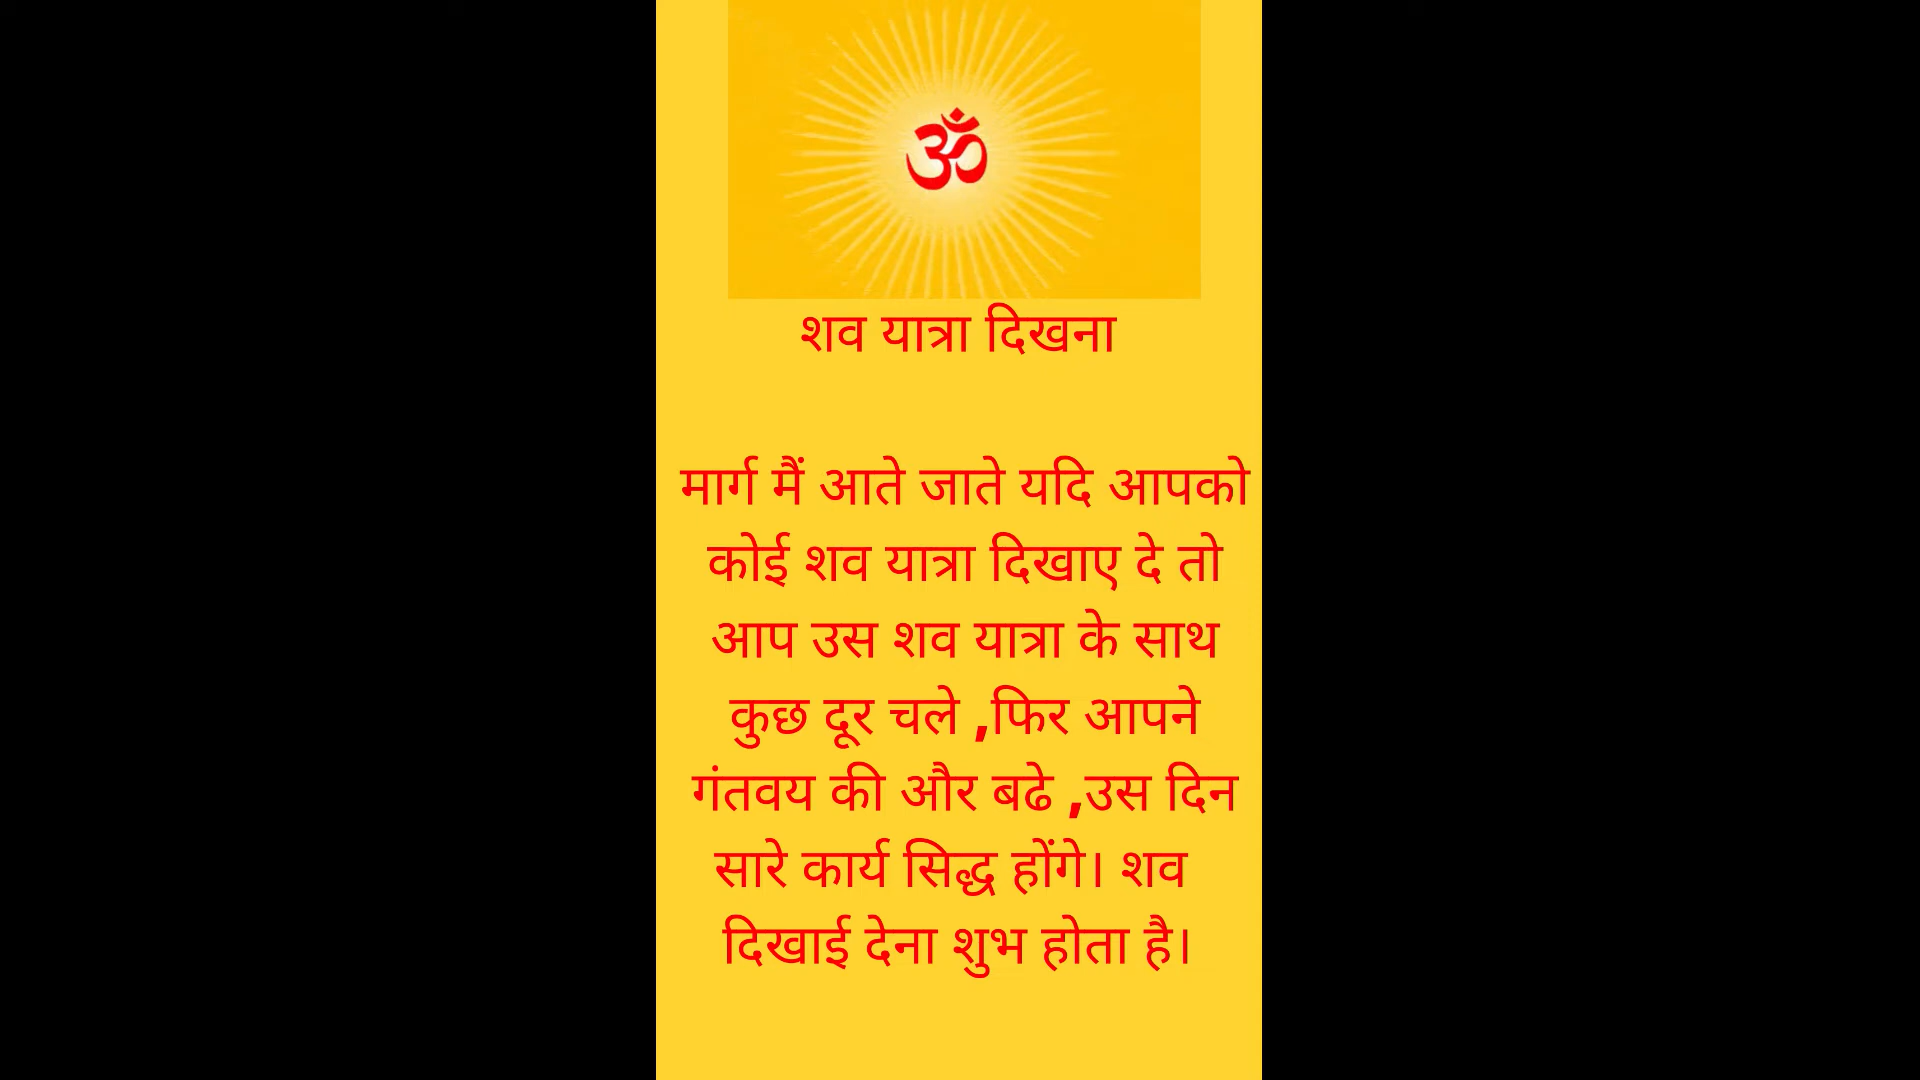 ॐ
शव यात्रा दिखना
मार्ग मैं आते जाते यदि आपको
कोई शव यात्रा दिखाए दे तो
आप उस शव यात्रा के साथ
कुछ दूर चले ,फिर आपने
गंतवय की और बढे ,उस दिन
सारे कार्य सिद्ध होंगे। शव
दिखाई देना शुभ होता है।